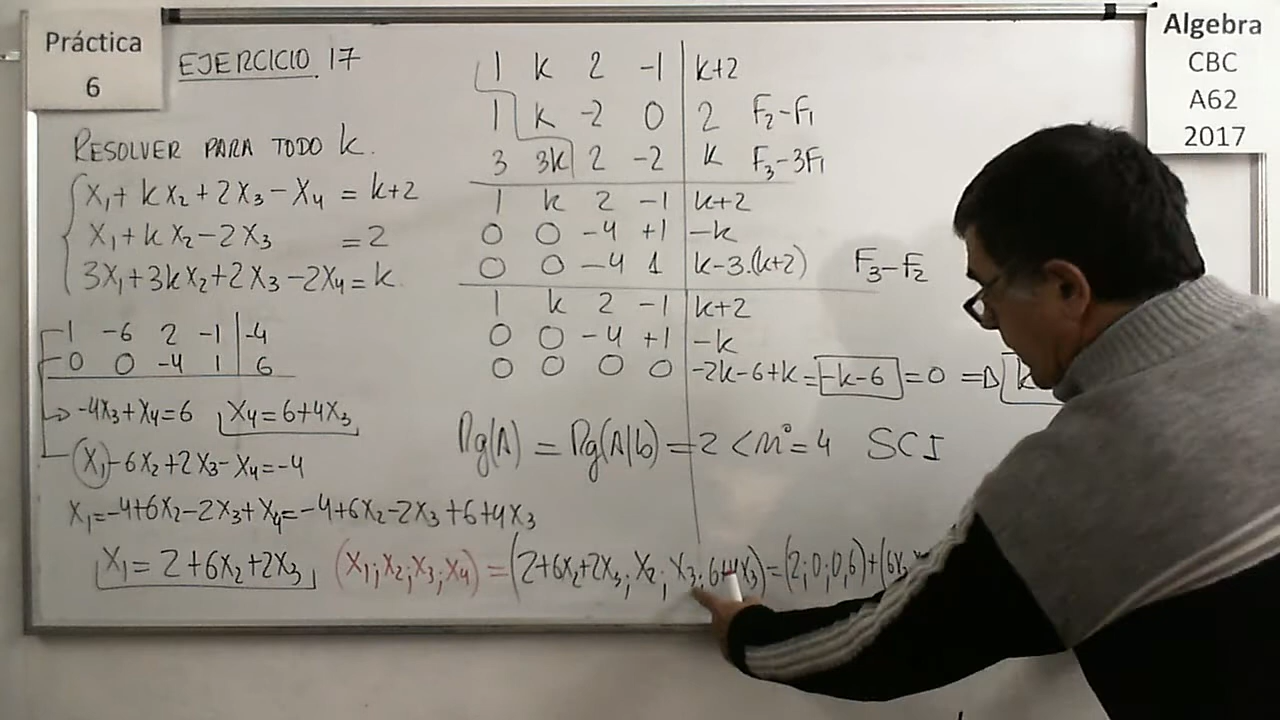 Práctica
6
EJERCICIO. 17
RESOLVER PARA TODO k.
X₁ + k X₂ + 2X₃ - X₄ = k+2
X₁ + k X₂ - 2X₃ = 2
3X₁ + 3k X₂ + 2X₃ - 2X₄ = k.
1 -6 2 -1 | -4
0 0 -4 1 | 6
-4X₃ + X₄ = 6 X₄ = 6+4X₃
X₁ - 6X₂ + 2X₃ - X₄ = -4
X₁ = -4+6X₂-2X₃+X₄ = -4+6X₂-2X₃+6+4X₃
X₁ = 2+6X₂+2X₃ (X₁; X₂; X₃; X₄) = (2+6X₂+2X₃; X₂; X₃; 6+4X₃) = (2; 0; 0; 6) + (6X₂
1 k 2 -1 | k+2
1 k -2 0 | 2 F₂-F₁
3 3k 2 -2 | k F₃-3F₁
1 k 2 -1 | k+2
0 0 -4 +1 | -k
0 0 -4 1 | k-3.(k+2) F₃-F₂
1 k 2 -1 | k+2
0 0 -4 +1 | -k
0 0 0 0 | -2k-6+k = -k-6 = 0 ⇒ k
Rg(A) = Rg(A|b) = 2 < n° = 4 SCI
Algebra
CBC
A62
2017